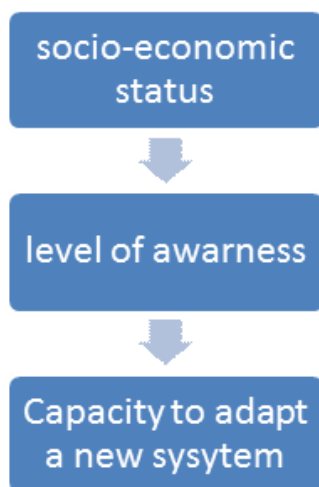 socio-economic
status
level of awarness
Capacity to adapt
a new sysytem